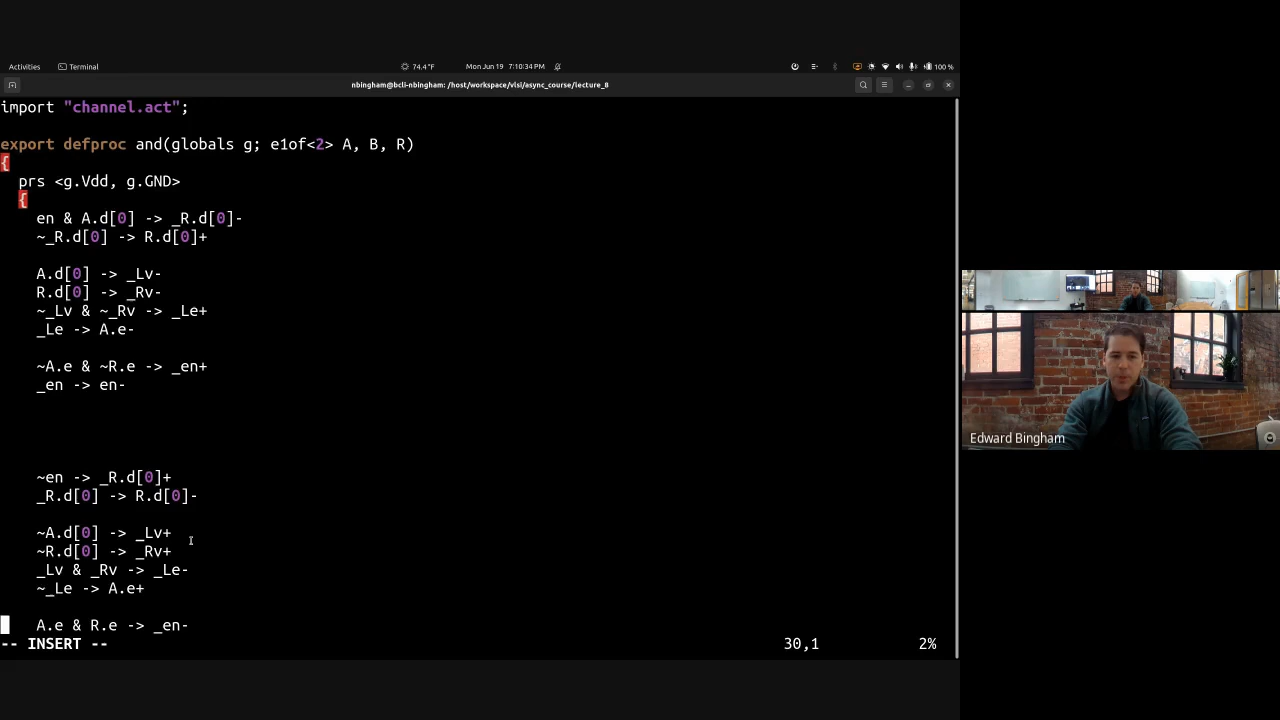 Activities
Terminal
74.4°F
Mon Jun 19 7:10:34 PM
100 %
nbingham@bcli-nbingham: /host/workspace/vlsi/async_course/lecture_8
import "channel.act";
export defproc and(globals g; e1of<2> A, B, R)
{
prs <g.Vdd, g.GND>
{
en & A.d[0] -> _R.d[0]-
~_R.d[0] -> R.d[0]+
A.d[0] -> _Lv-
R.d[0] -> _Rv-
~_Lv & ~_Rv -> _Le+
_Le -> A.e-
~A.e & ~R.e -> _en+
_en -> en-
~en -> _R.d[0]+
_R.d[0] -> R.d[0]-
~A.d[0] -> _Lv+
~R.d[0] -> _Rv+
_Lv & _Rv -> _Le-
~_Le -> A.e+
A.e & R.e -> _en-
-- INSERT --
30,1
2%
Edward Bingham